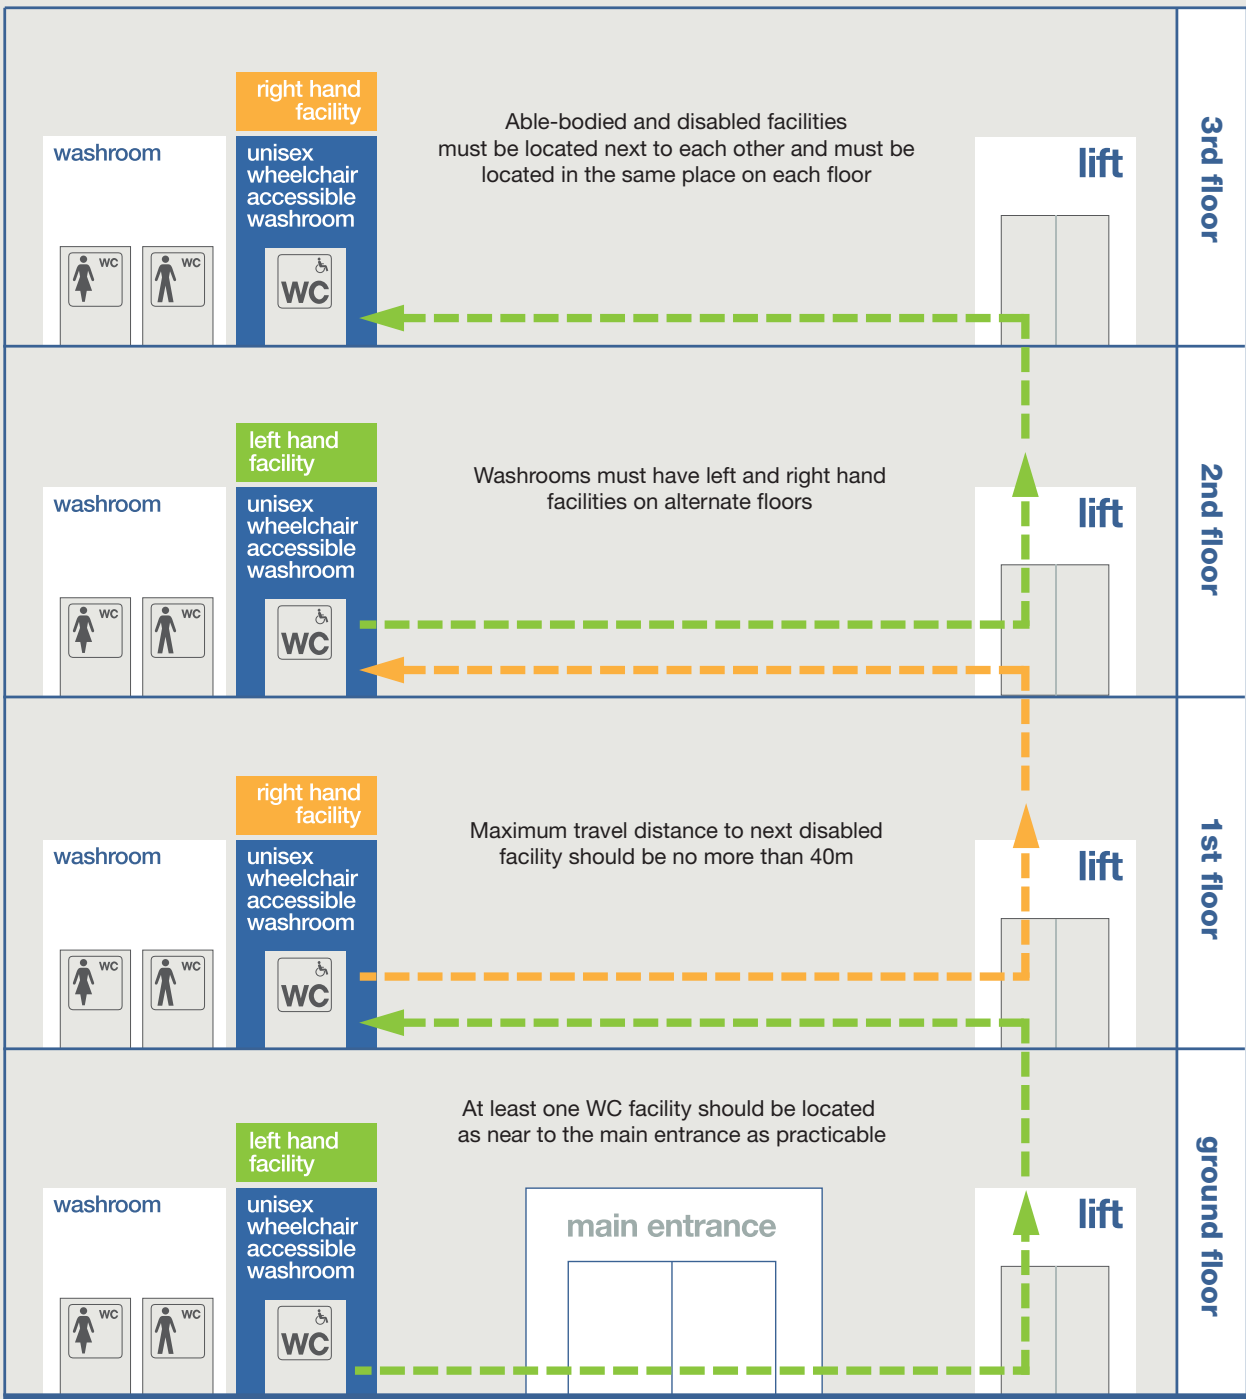 right hand
facility
washroom
unisex
wheelchair
accessible
washroom
WC
WC
WC
Able-bodied and disabled facilities
must be located next to each other and must be
located in the same place on each floor
lift
3rd floor
left hand
facility
washroom
unisex
wheelchair
accessible
washroom
WC
WC
WC
Washrooms must have left and right hand
facilities on alternate floors
lift
2nd floor
right hand
facility
washroom
unisex
wheelchair
accessible
washroom
WC
WC
WC
Maximum travel distance to next disabled
facility should be no more than 40m
lift
1st floor
left hand
facility
washroom
unisex
wheelchair
accessible
washroom
WC
WC
WC
At least one WC facility should be located
as near to the main entrance as practicable
main entrance
lift
ground floor